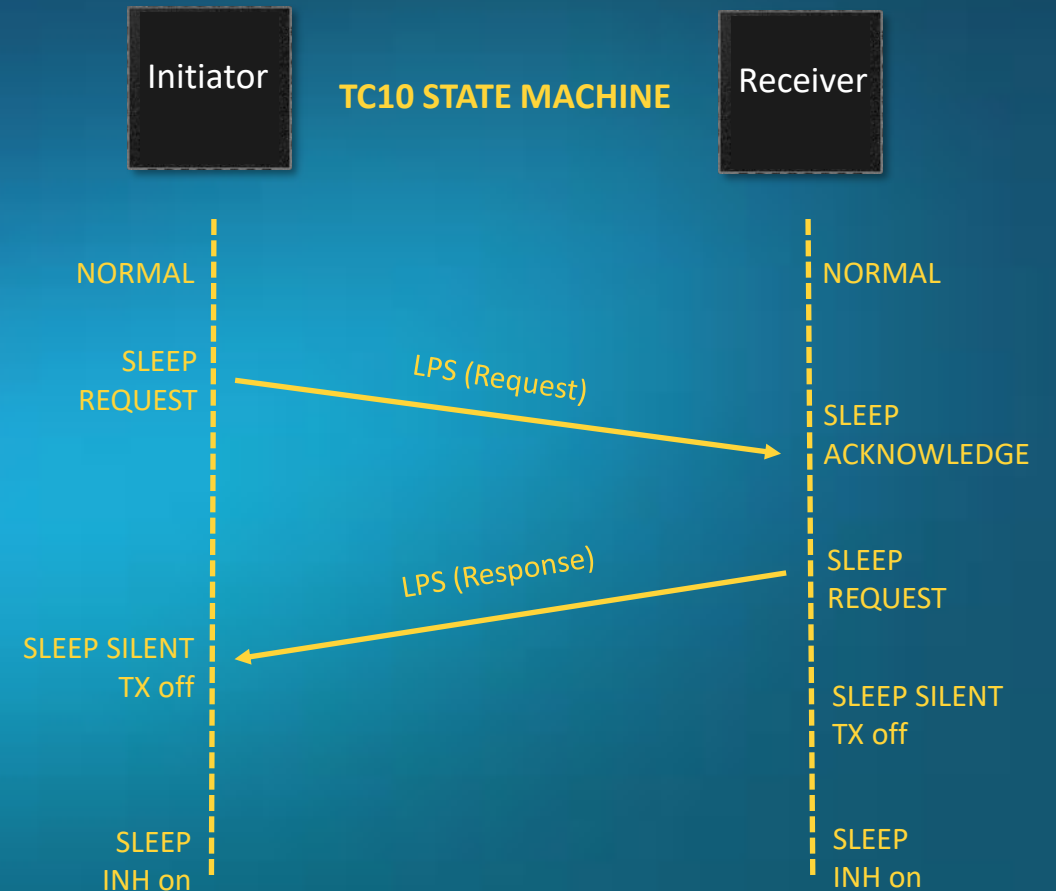 Initiator
TC10 STATE MACHINE
Receiver
NORMAL
NORMAL
SLEEP
REQUEST
LPS (Request)
SLEEP
ACKNOWLEDGE
LPS (Response)
SLEEP
REQUEST
SLEEP SILENT
TX off
SLEEP SILENT
TX off
SLEEP
INH on
SLEEP
INH on